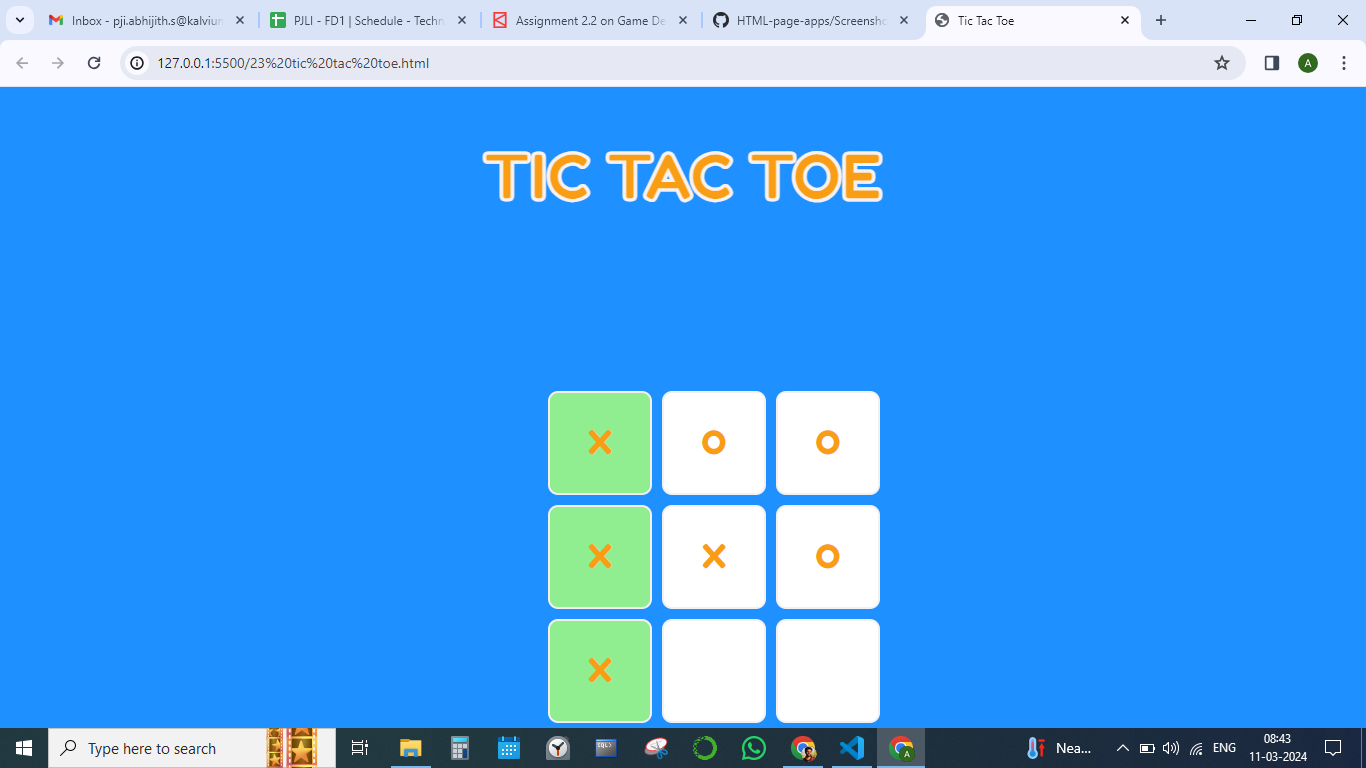 Inbox - pji.abhijith.s@kalviun
PJLI - FD1 | Schedule - Techn
Assignment 2.2 on Game De
HTML-page-apps/Screensho
Tic Tac Toe
127.0.0.1:5500/23%20tic%20tac%20toe.html
A
TIC TAC TOE
X O O
X X O
X
Type here to search
SQL
A
Nea...
ENG
08:43
11-03-2024